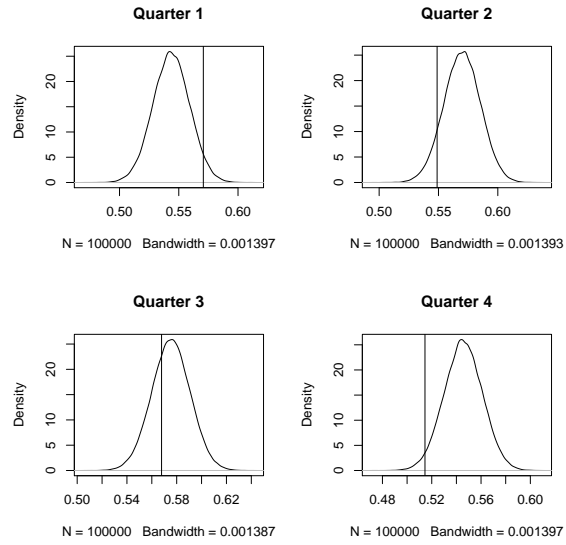 Quarter 1
Density
0 5 10 20
0.50 0.55 0.60
N = 100000 Bandwidth = 0.001397
Quarter 2
Density
0 5 10 20
0.50 0.55 0.60
N = 100000 Bandwidth = 0.001393
Quarter 3
Density
0 5 10 20
0.50 0.54 0.58 0.62
N = 100000 Bandwidth = 0.001387
Quarter 4
Density
0 5 10 20
0.48 0.52 0.56 0.60
N = 100000 Bandwidth = 0.001397